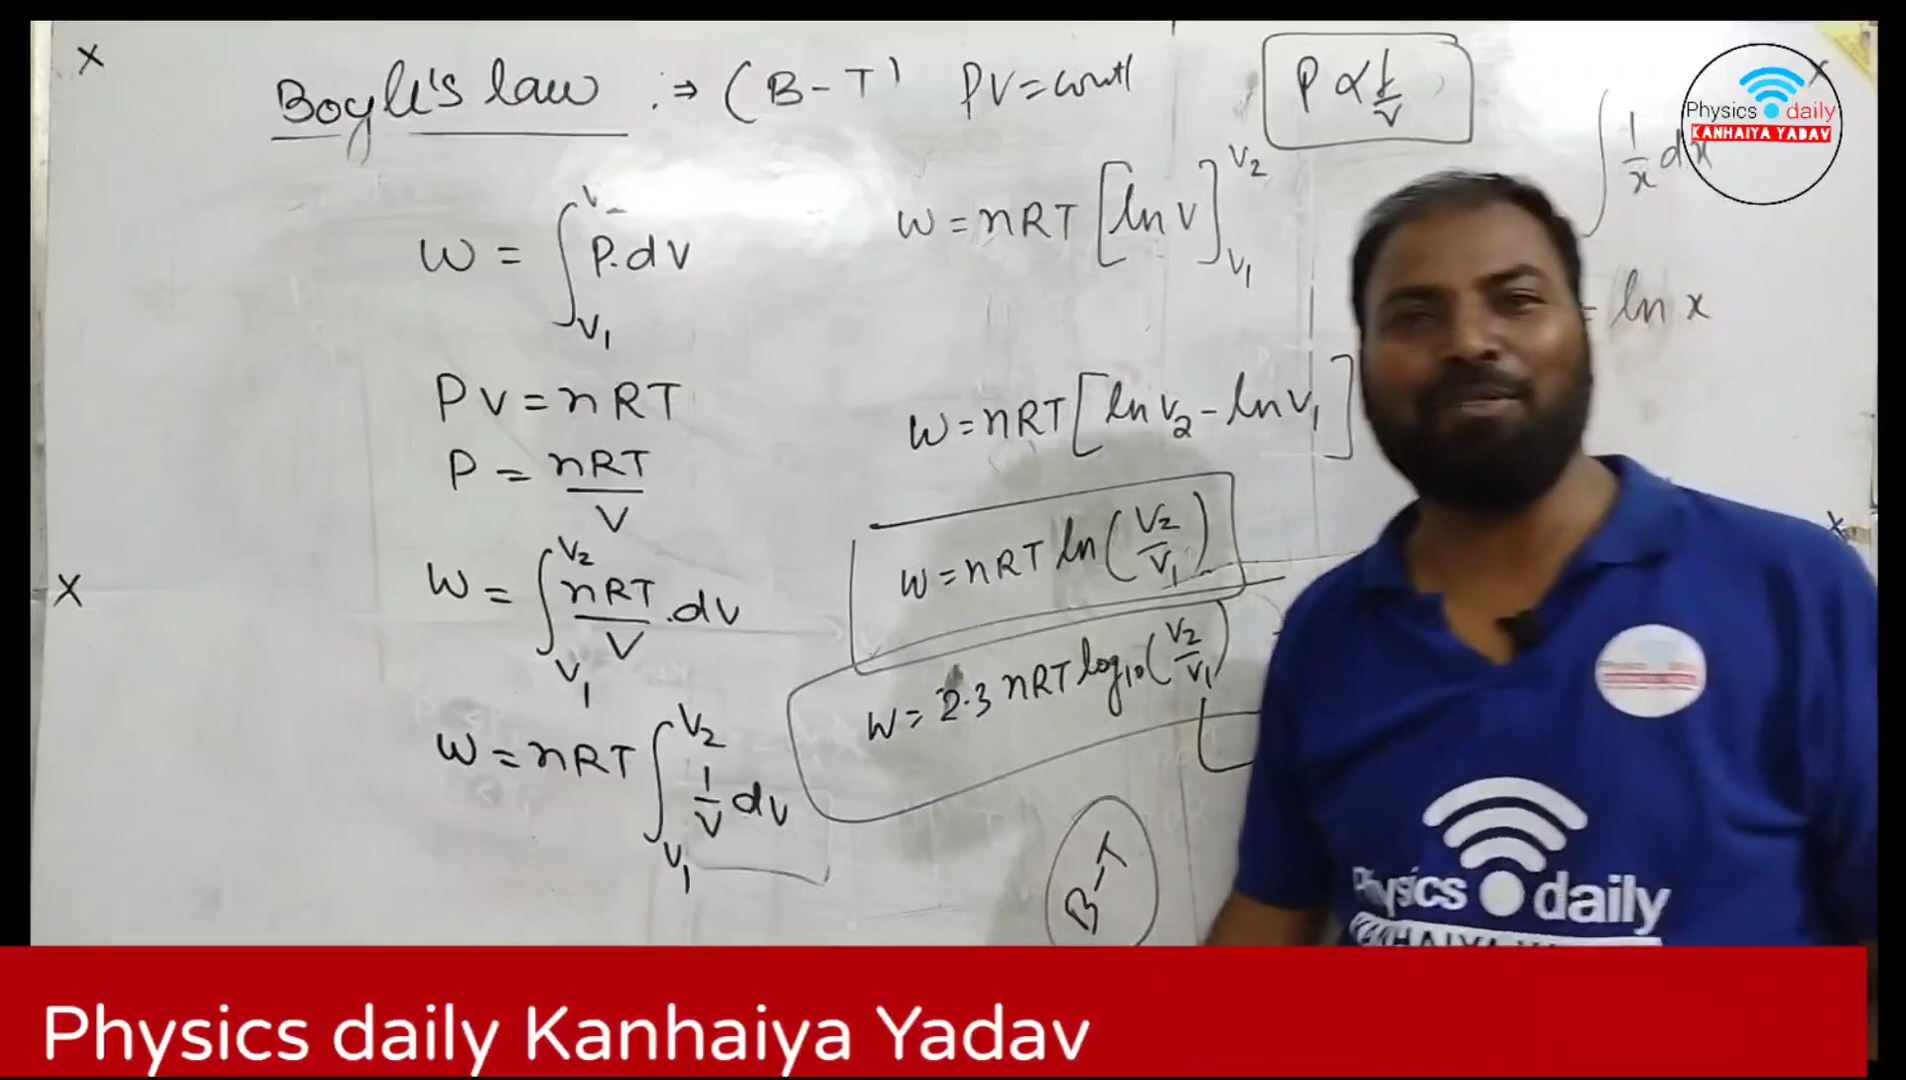 Boyle's law :⇒ (B-T) PV = const
P ∝ 1/V
W = ∫_{V1}^{V} P.dV
PV = nRT
P = nRT/V
W = ∫_{V1}^{V2} nRT/V .dV
W = nRT ∫_{V1}^{V2} 1/V dV
W = nRT [ln V]_{V1}^{V2}
W = nRT [ln V2 - ln V1]
W = nRT ln (V2/V1)
W = 2.3 nRT log10 (V2/V1)
B-T
∫ 1/x dx
= ln x
Physics daily
KANHAIYA YADAV
Physics daily
Physics daily Kanhaiya Yadav